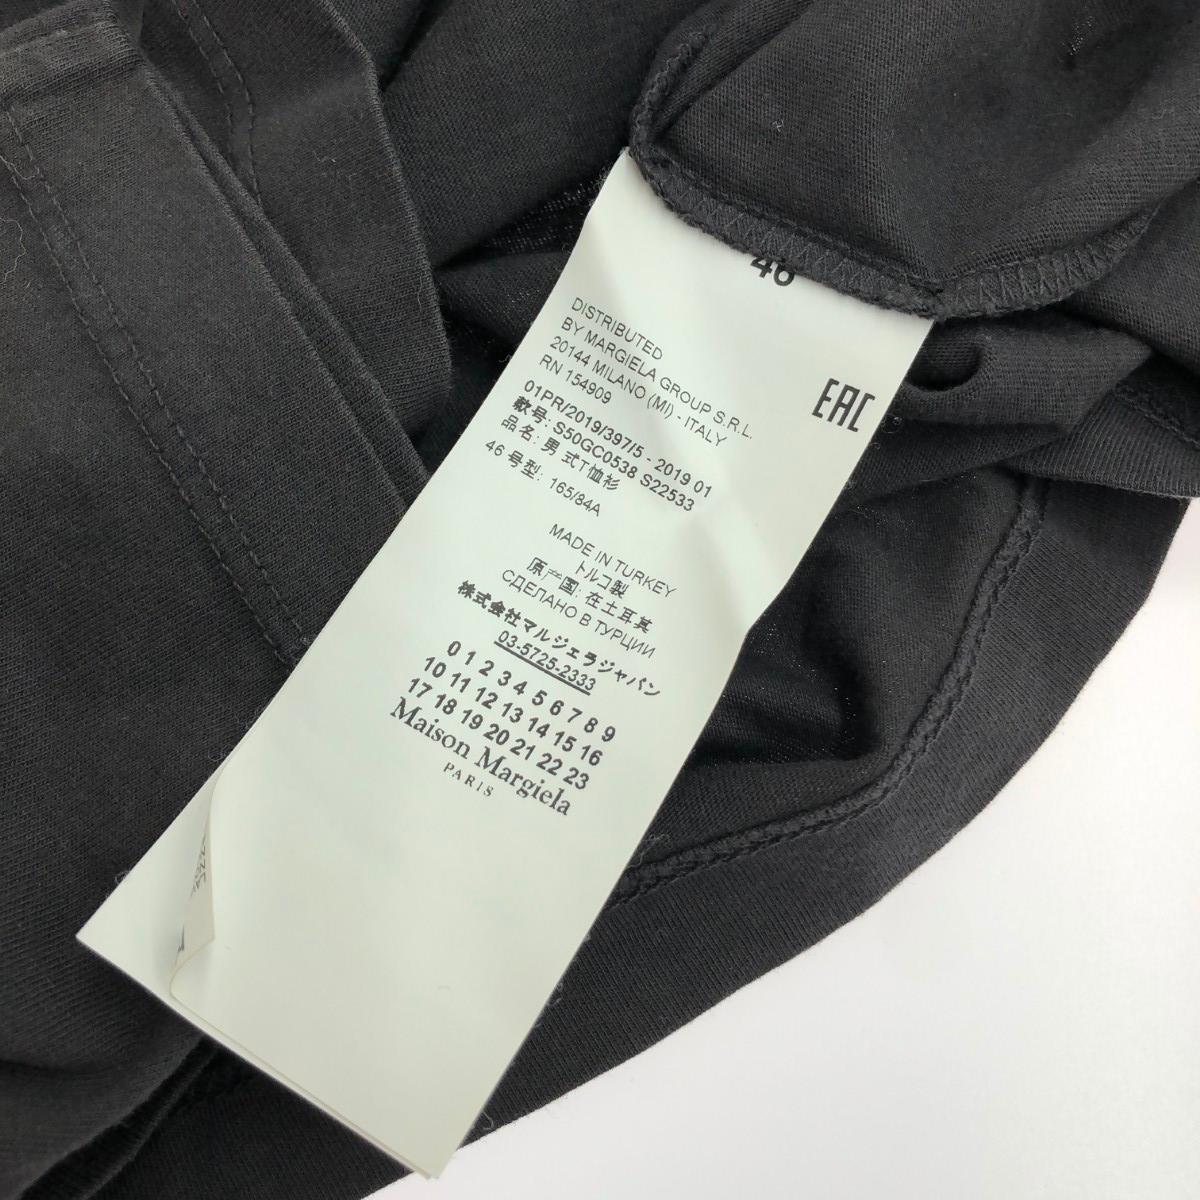 46
DISTRIBUTED
BY MARGIELA GROUP S.R.L.
20144 MILANO (MI) - ITALY
RN 154909
EAC
01PR/2019/397/5 - 2019 01
款号: S50GC0538 S22533
品名: 男 式T恤衫
46 号型: 165/84A
MADE IN TURKEY
トルコ製
原产国: 在土耳其
СДЕЛАНО В ТУРЦИИ
株式会社マルジェラジャパン
03-5725-2333
0 1 2 3 4 5 6 7 8 9
10 11 12 13 14 15 16
17 18 19 20 21 22 23
Maison Margiela
PARIS